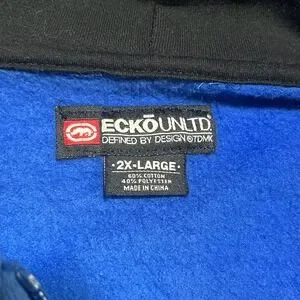 ECKŌUNLTD.
DEFINED BY DESIGN ®TDMK
•2X-LARGE•
60% COTTON
40% POLYESTER
MADE IN CHINA